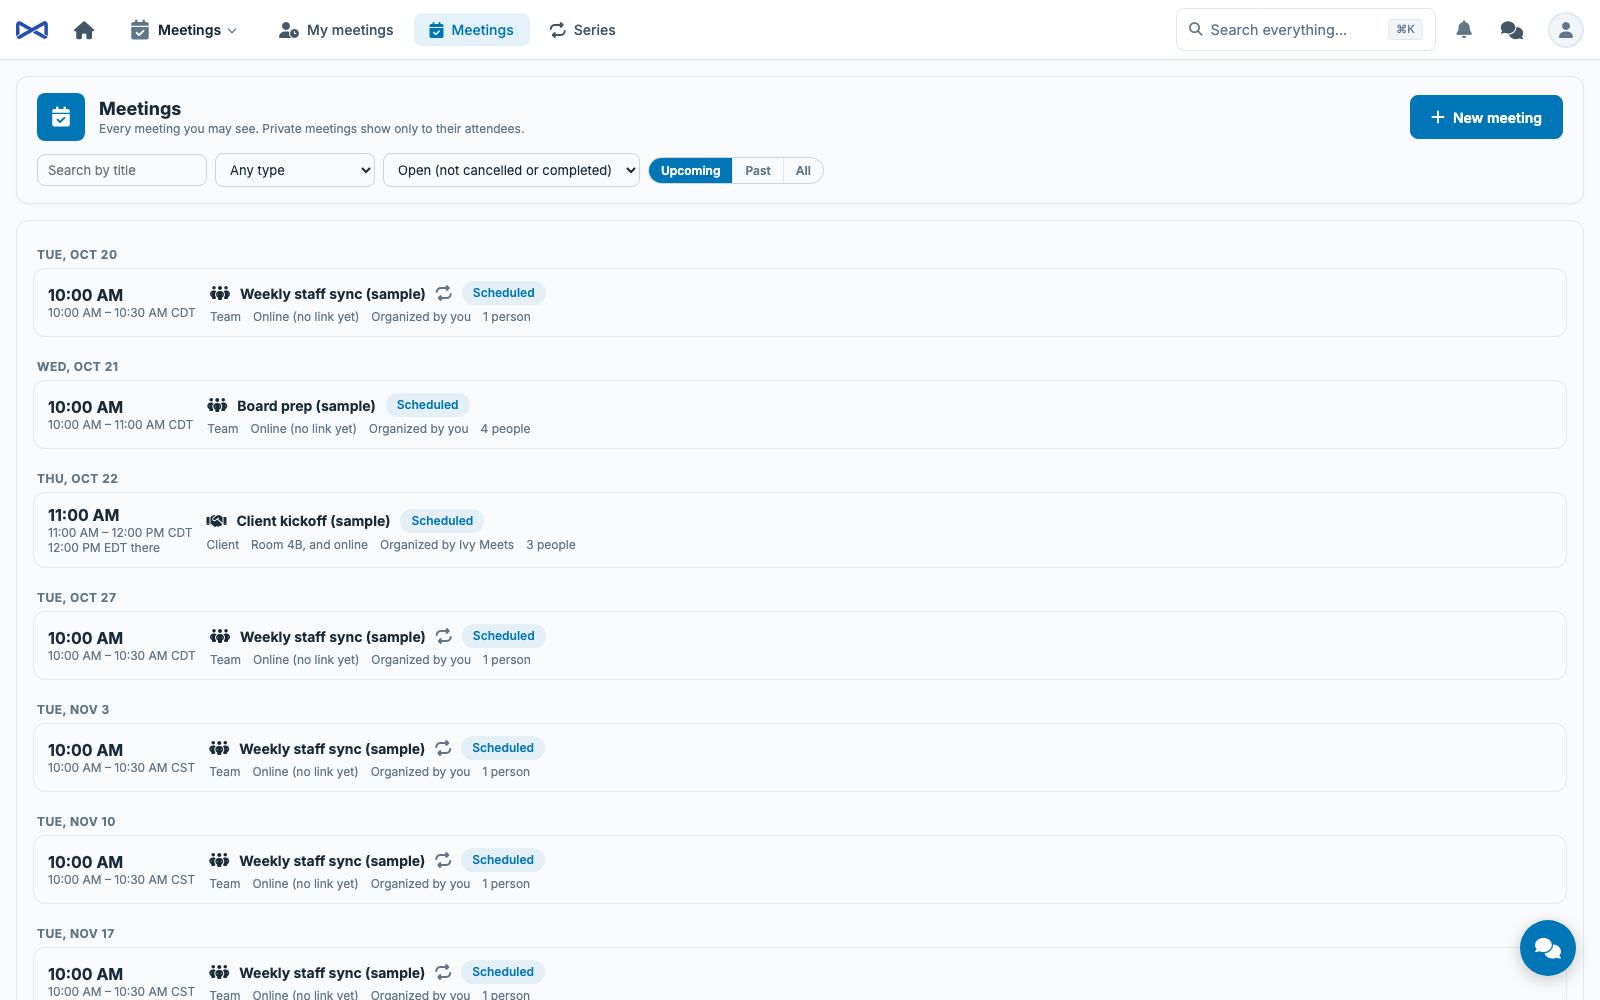 Meetings
My meetings
Meetings
Series
Search everything...
⌘K
Meetings
Every meeting you may see. Private meetings show only to their attendees.
New meeting
Search by title
Any type
Open (not cancelled or completed)
Upcoming
Past
All
TUE, OCT 20
10:00 AM
10:00 AM – 10:30 AM CDT
Weekly staff sync (sample)
Scheduled
Team
Online (no link yet)
Organized by you
1 person
WED, OCT 21
10:00 AM
10:00 AM – 11:00 AM CDT
Board prep (sample)
Scheduled
Team
Online (no link yet)
Organized by you
4 people
THU, OCT 22
11:00 AM
11:00 AM – 12:00 PM CDT
12:00 PM EDT there
Client kickoff (sample)
Scheduled
Client
Room 4B, and online
Organized by Ivy Meets
3 people
TUE, OCT 27
10:00 AM
10:00 AM – 10:30 AM CDT
Weekly staff sync (sample)
Scheduled
Team
Online (no link yet)
Organized by you
1 person
TUE, NOV 3
10:00 AM
10:00 AM – 10:30 AM CST
Weekly staff sync (sample)
Scheduled
Team
Online (no link yet)
Organized by you
1 person
TUE, NOV 10
10:00 AM
10:00 AM – 10:30 AM CST
Weekly staff sync (sample)
Scheduled
Team
Online (no link yet)
Organized by you
1 person
TUE, NOV 17
10:00 AM
10:00 AM – 10:30 AM CST
Weekly staff sync (sample)
Scheduled
Team
Online (no link yet)
Organized by you
1 person